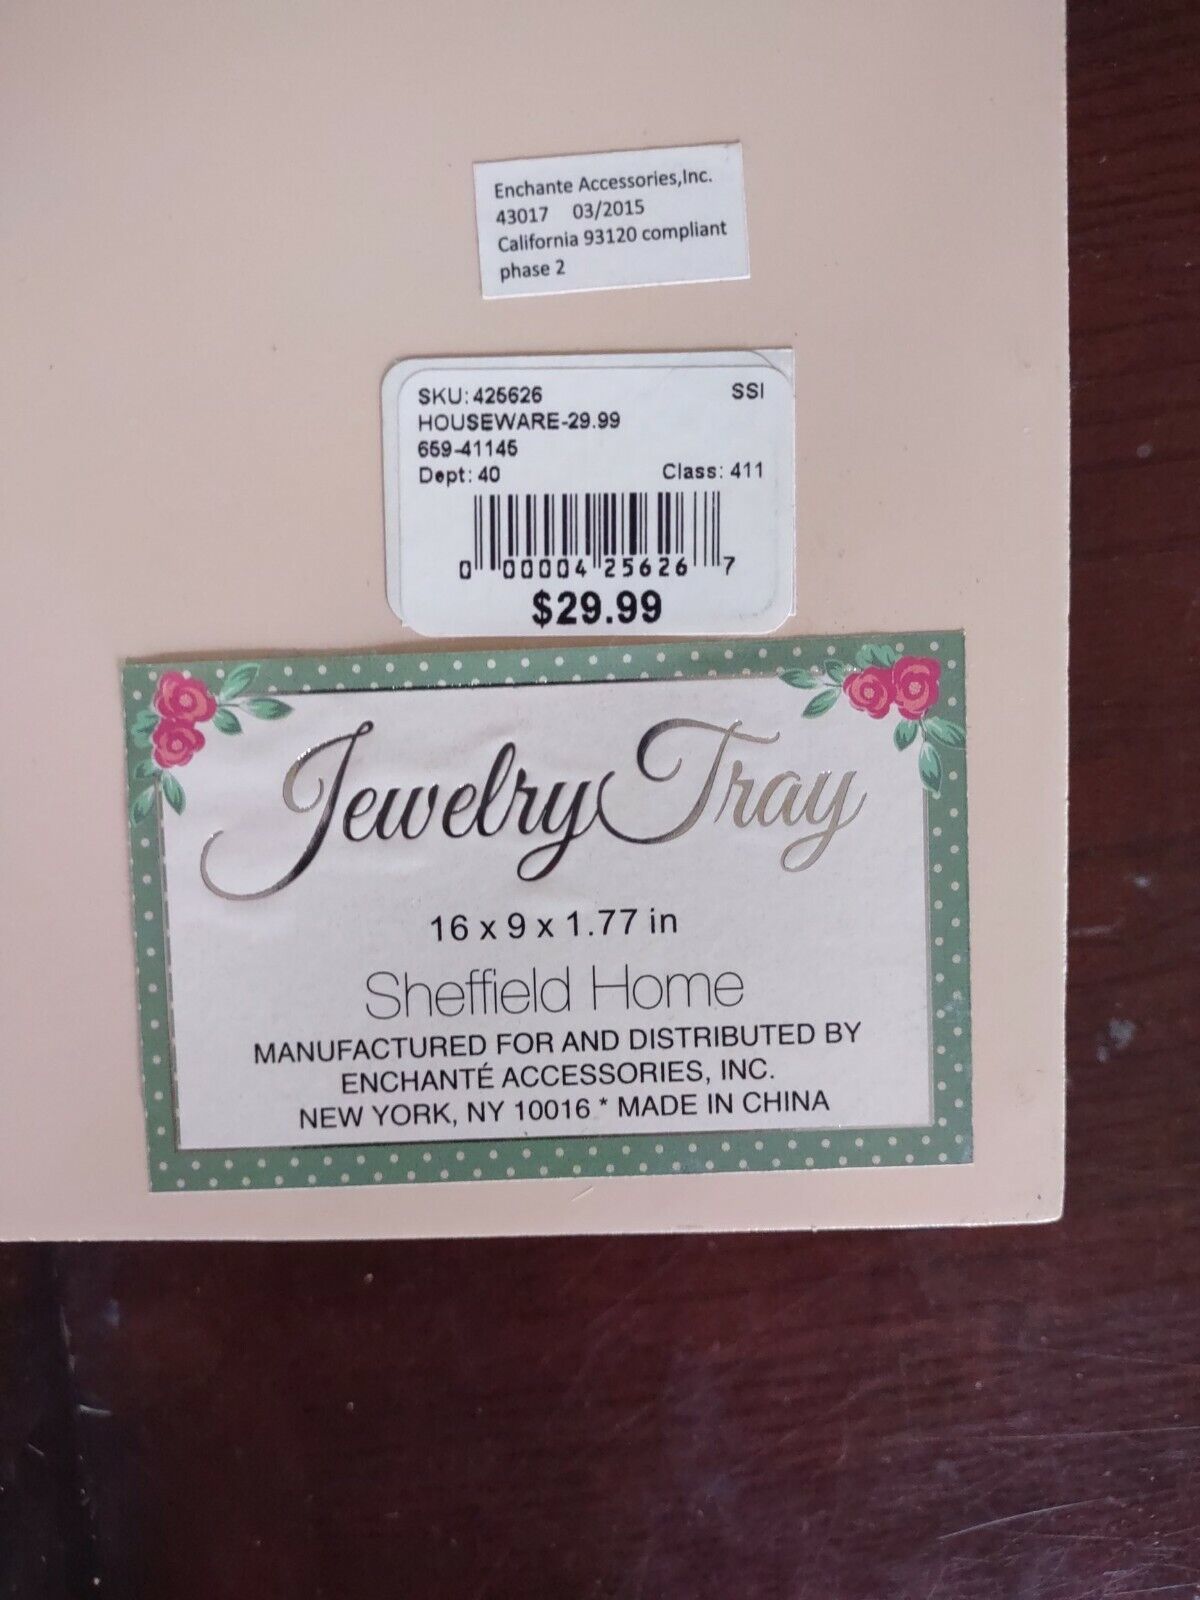 Enchante Accessories,Inc.
43017 03/2015
California 93120 compliant
phase 2
SKU: 425626 SSI
HOUSEWARE-29.99
659-41145
Dept: 40 Class: 411
0 00004 25626 7
$29.99
Jewelry Tray
16 x 9 x 1.77 in
Sheffield Home
MANUFACTURED FOR AND DISTRIBUTED BY
ENCHANTÉ ACCESSORIES, INC.
NEW YORK, NY 10016 * MADE IN CHINA